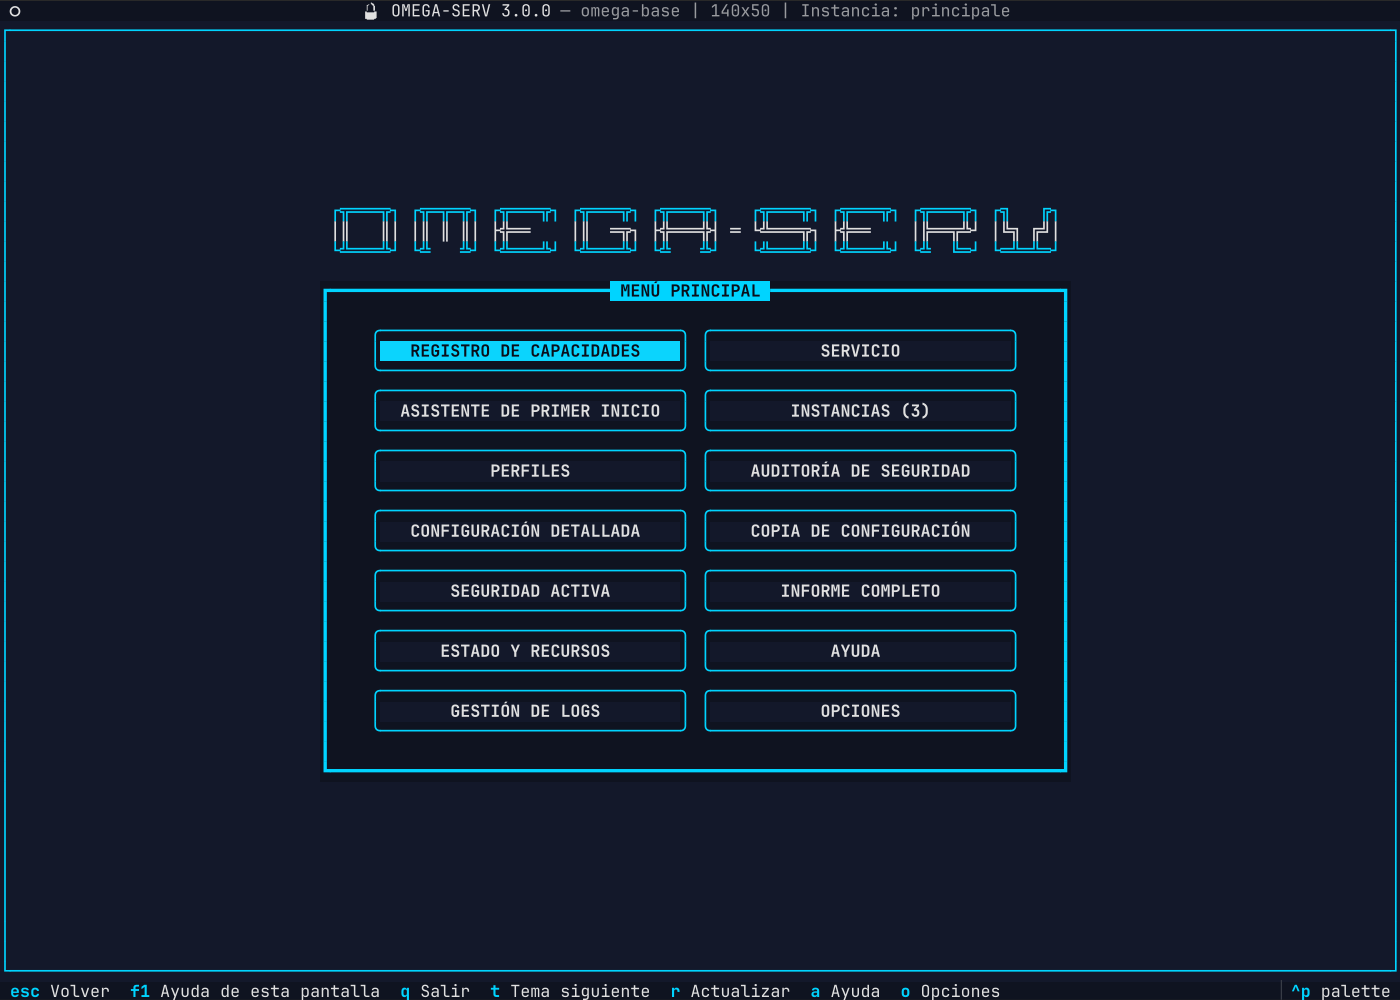 OMEGA-SERV 3.0.0 — omega-base | 140x50 | Instancia: principale
OMEGA-SERV
MENÚ PRINCIPAL
REGISTRO DE CAPACIDADES
SERVICIO
ASISTENTE DE PRIMER INICIO
INSTANCIAS (3)
PERFILES
AUDITORÍA DE SEGURIDAD
CONFIGURACIÓN DETALLADA
COPIA DE CONFIGURACIÓN
SEGURIDAD ACTIVA
INFORME COMPLETO
ESTADO Y RECURSOS
AYUDA
GESTIÓN DE LOGS
OPCIONES
esc Volver f1 Ayuda de esta pantalla q Salir t Tema siguiente r Actualizar a Ayuda o Opciones ^p palette